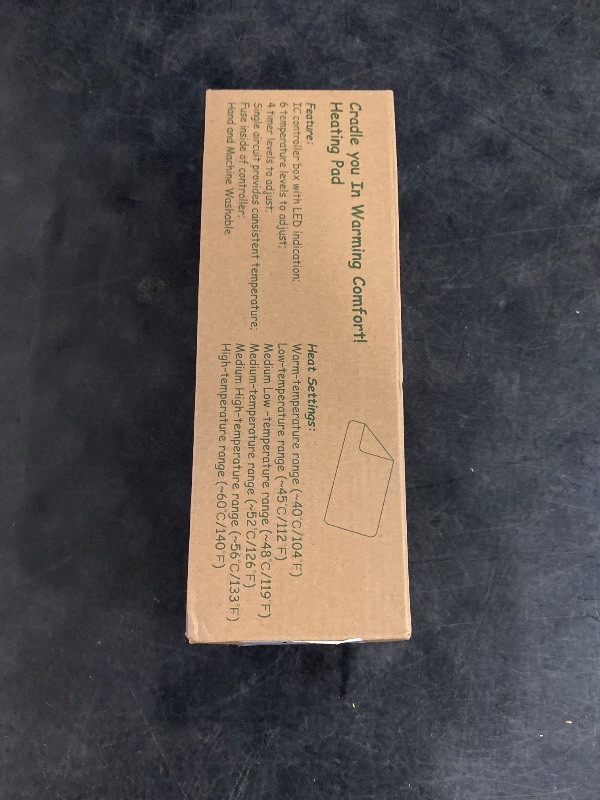 Cradle you In Warming Comfort!
Heating Pad
Feature:
IC controller box with LED indication;
6 temperature levels to adjust;
4 timer levels to adjust;
Single circuit provides consistent temperature;
Fuse inside of controller;
Hand and Machine Washable
Heat Settings:
Warm-temperature range (~40°C/104°F)
Low-temperature range (~45°C/112°F)
Medium Low -temperature range (~48°C/119°F)
Medium-temperature range (~52°C/126°F)
Medium High-temperature range (~56°C/133°F)
High-temperature range (~60°C/140°F)